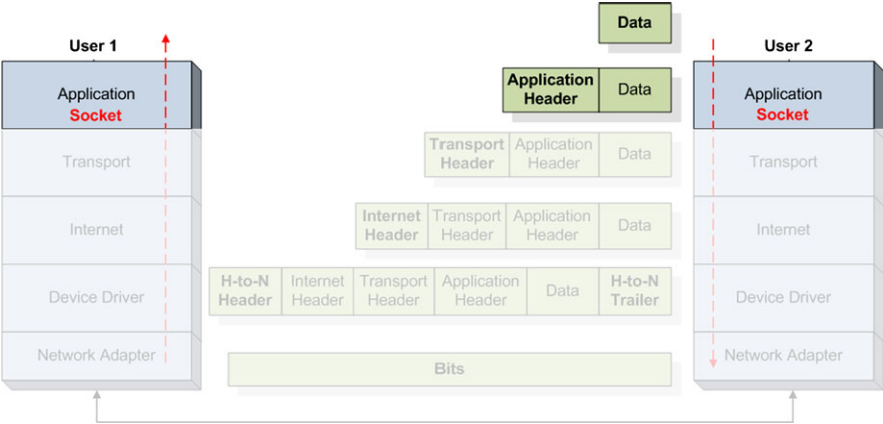 Data
User 1
User 2
Application
Socket
Application
Header
Data
Application
Socket
Transport
Transport
Header
Application
Header
Data
Transport
Internet
Internet
Header
Transport
Header
Application
Header
Data
Internet
Device Driver
H-to-N
Header
Internet
Header
Transport
Header
Application
Header
Data
H-to-N
Trailer
Device Driver
Network Adapter
Bits
Network Adapter